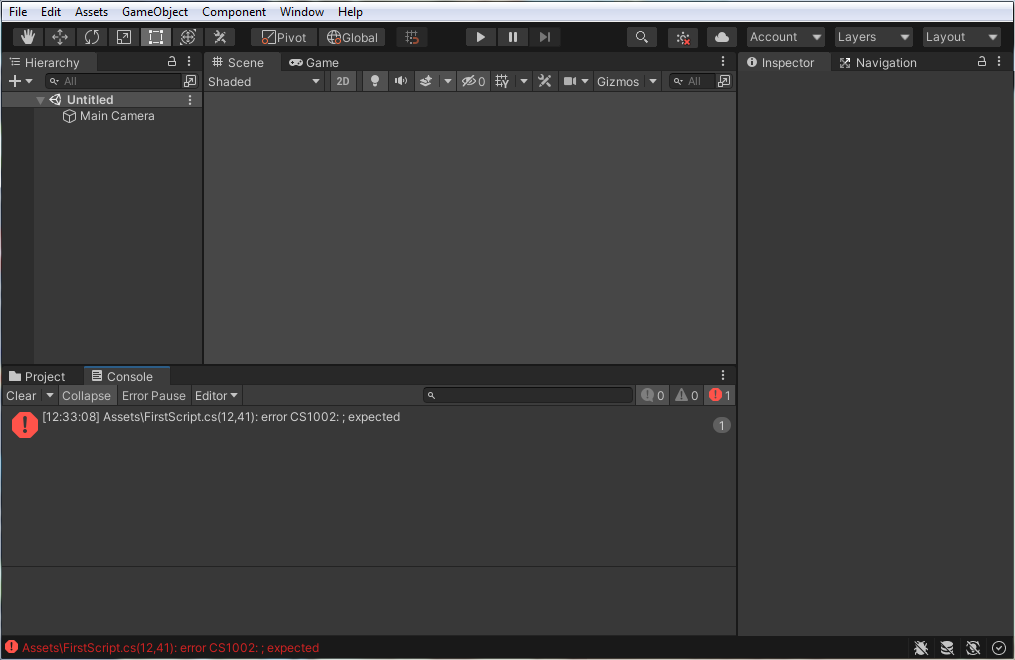 File Edit Assets GameObject Component Window Help
Pivot Global Account Layers Layout
Hierarchy
All
Untitled
Main Camera
Scene Game
Shaded 2D 0 Gizmos All
Inspector Navigation
Project Console
Clear Collapse Error Pause Editor 0 0 1
[12:33:08] Assets\FirstScript.cs(12,41): error CS1002: ; expected
1
Assets\FirstScript.cs(12,41): error CS1002: ; expected